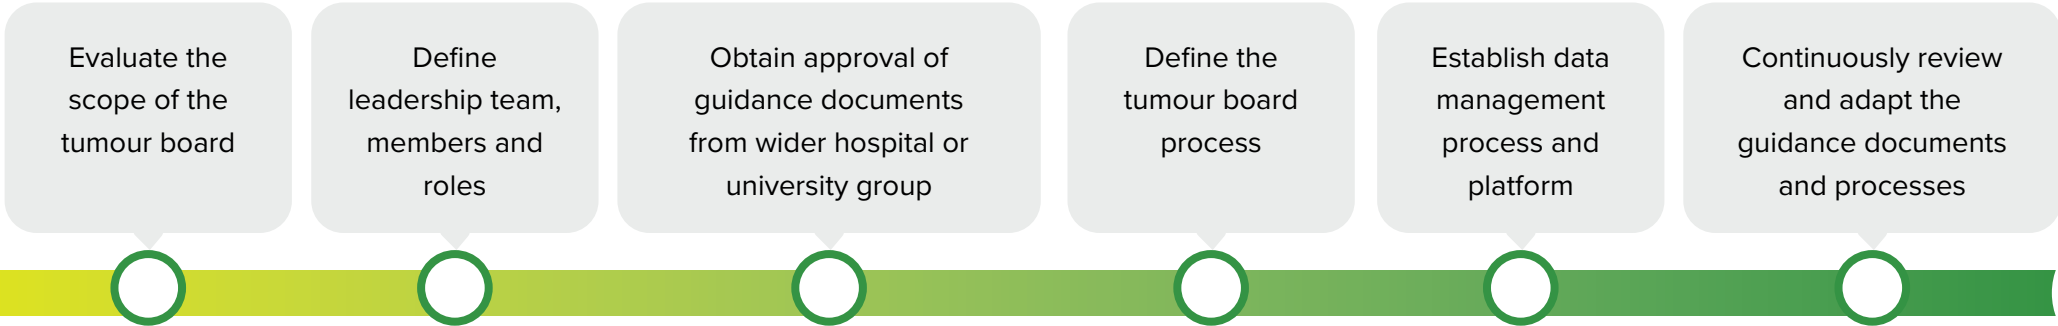 Evaluate the
scope of the
tumour board
Define
leadership team,
members and
roles
Obtain approval of
guidance documents
from wider hospital or
university group
Define the
tumour board
process
Establish data
management
process and
platform
Continuously review
and adapt the
guidance documents
and processes